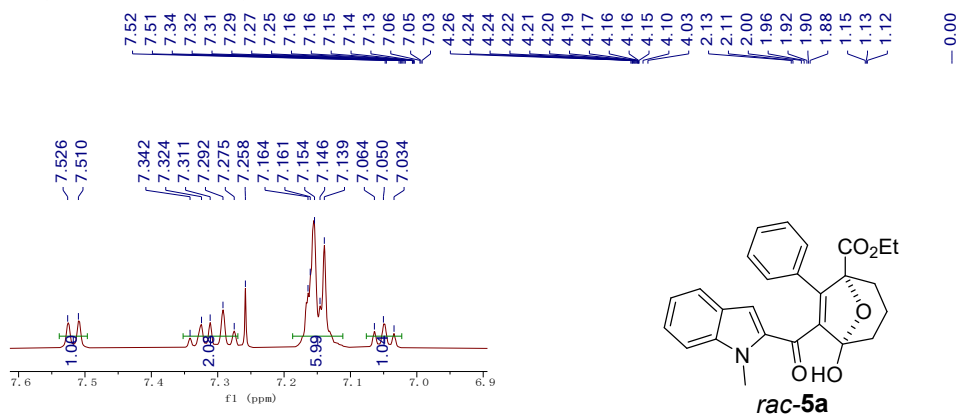 7.52 7.51 7.34 7.32 7.31 7.29 7.27 7.25 7.16 7.16 7.15 7.14 7.13 7.06 7.05 7.03 4.26 4.24 4.24 4.22 4.21 4.20 4.19 4.17 4.16 4.16 4.15 4.10 4.03 2.13 2.11 2.00 1.96 1.92 1.90 1.88 1.15 1.13 1.12 0.00
7.526 7.510 7.342 7.324 7.311 7.292 7.275 7.258 7.164 7.161 7.154 7.146 7.139 7.064 7.050 7.034
CO2Et
O
N
O HO
1.00 2.08 5.99 1.04
7.6 7.5 7.4 7.3 7.2 7.1 7.0 6.9
f1 (ppm)
rac-5a